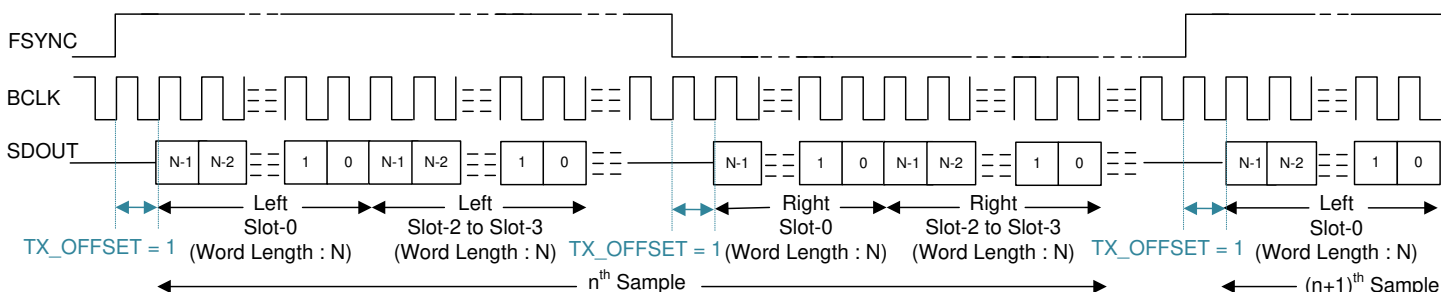 FSYNC
BCLK
SDOUT
N-1 N-2 1 0 N-1 N-2 1 0 N-1 1 0 N-1 N-2 1 0 N-1 N-2 1 0
Left Left Right Right Left
Slot-0 Slot-2 to Slot-3 Slot-0 Slot-2 to Slot-3 Slot-0
TX_OFFSET = 1 (Word Length : N) (Word Length : N) TX_OFFSET = 1 (Word Length : N) (Word Length : N) TX_OFFSET = 1 (Word Length : N)
nth Sample (n+1)th Sample